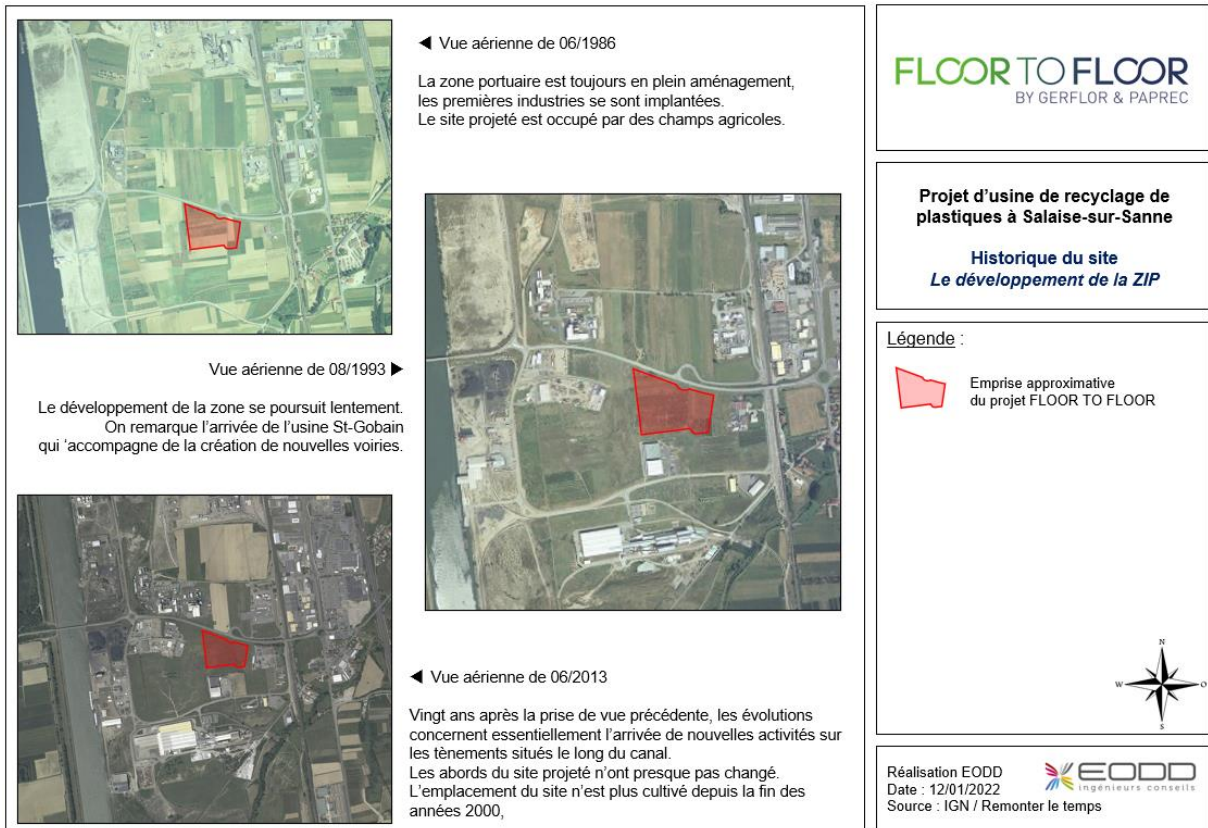 ◄ Vue aérienne de 06/1986
La zone portuaire est toujours en plein aménagement,
les premières industries se sont implantées.
Le site projeté est occupé par des champs agricoles.
Vue aérienne de 08/1993 ►
Le développement de la zone se poursuit lentement.
On remarque l’arrivée de l’usine St-Gobain
qui ‘accompagne de la création de nouvelles voiries.
◄ Vue aérienne de 06/2013
Vingt ans après la prise de vue précédente, les évolutions
concernent essentiellement l’arrivée de nouvelles activités sur
les tènements situés le long du canal.
Les abords du site projeté n’ont presque pas changé.
L’emplacement du site n’est plus cultivé depuis la fin des
années 2000,
FLOOR TO FLOOR
BY GERFLOR & PAPREC
Projet d’usine de recyclage de
plastiques à Salaise-sur-Sanne
Historique du site
Le développement de la ZIP
Légende :
Emprise approximative
du projet FLOOR TO FLOOR
N
W
O
S
Réalisation EODD
Date : 12/01/2022
Source : IGN / Remonter le temps
EODD
ingénieurs conseils